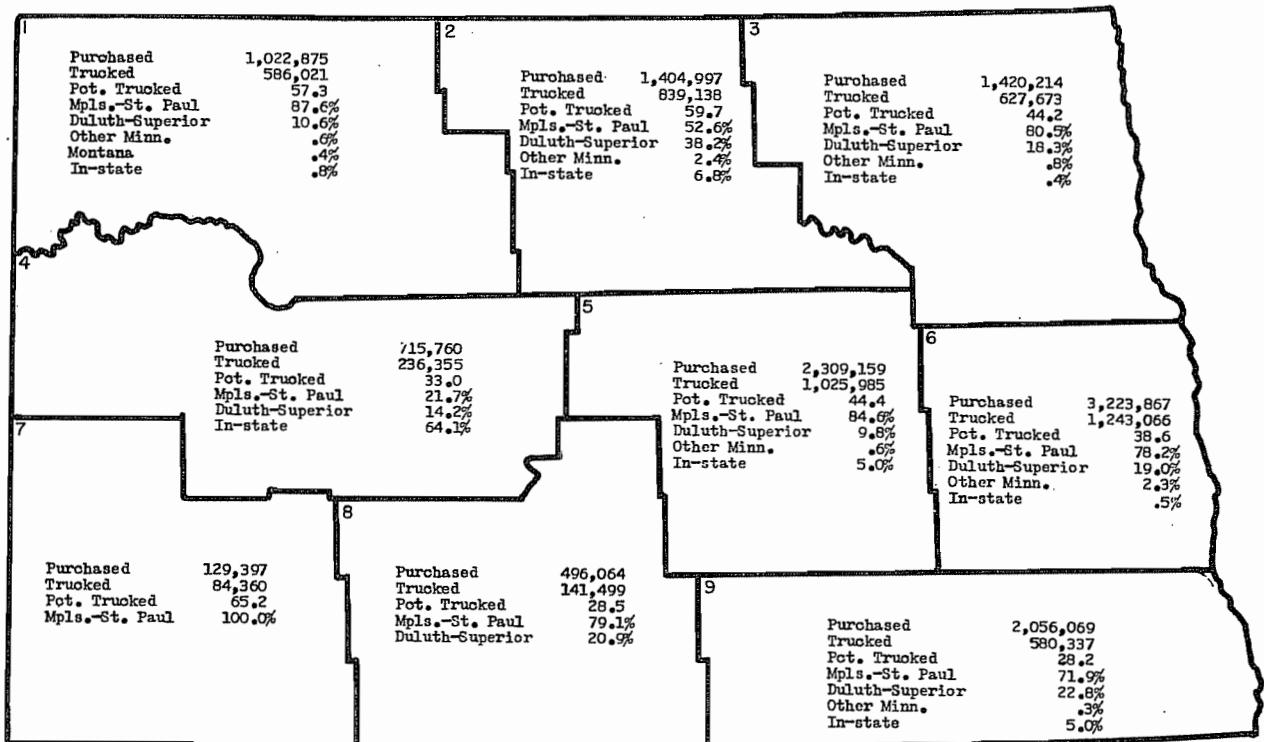 1
Purchased 1,022,875
Trucked 586,021
Pct. Trucked 57.3
Mpls.-St. Paul 87.6%
Duluth-Superior 10.6%
Other Minn. .6%
Montana .4%
In-state .8%
2
Purchased 1,404,997
Trucked 839,138
Pct. Trucked 59.7
Mpls.-St. Paul 52.6%
Duluth-Superior 38.2%
Other Minn. 2.4%
In-state 6.8%
3
Purchased 1,420,214
Trucked 627,673
Pct. Trucked 44.2
Mpls.-St. Paul 80.5%
Duluth-Superior 18.3%
Other Minn. .8%
In-state .4%
4
Purchased 715,760
Trucked 236,355
Pct. Trucked 33.0
Mpls.-St. Paul 21.7%
Duluth-Superior 14.2%
In-state 64.1%
5
Purchased 2,309,159
Trucked 1,025,985
Pct. Trucked 44.4
Mpls.-St. Paul 84.6%
Duluth-Superior 9.8%
Other Minn. .6%
In-state 5.0%
6
Purchased 3,223,867
Trucked 1,243,066
Pct. Trucked 38.6
Mpls.-St. Paul 78.2%
Duluth-Superior 19.0%
Other Minn. 2.3%
In-state .5%
7
Purchased 129,397
Trucked 84,360
Pct. Trucked 65.2
Mpls.-St. Paul 100.0%
8
Purchased 496,064
Trucked 141,499
Pct. Trucked 28.5
Mpls.-St. Paul 79.1%
Duluth-Superior 20.9%
9
Purchased 2,056,069
Trucked 580,337
Pct. Trucked 28.2
Mpls.-St. Paul 71.9%
Duluth-Superior 22.8%
Other Minn. .3%
In-state 5.0%